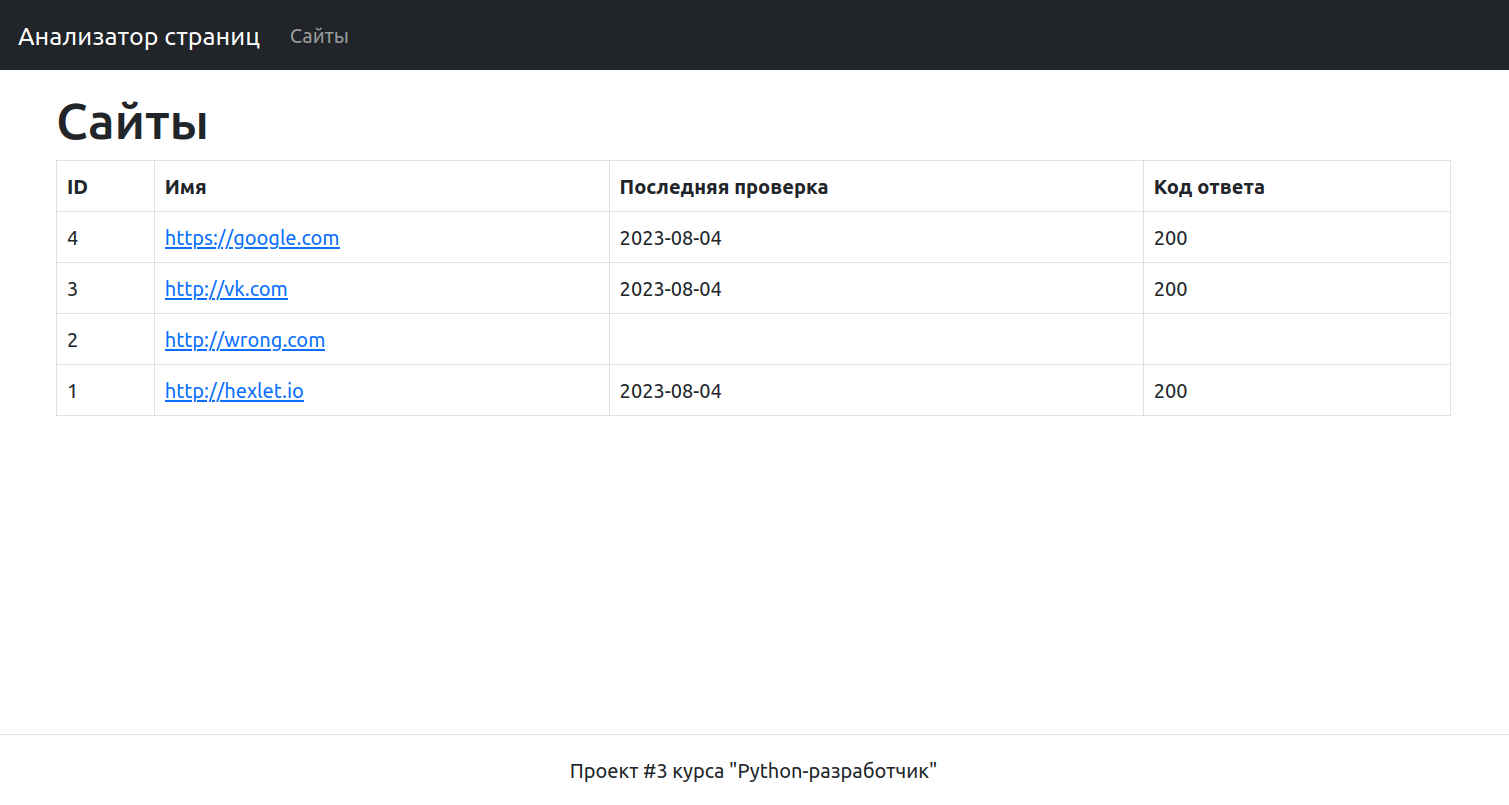 Анализатор страниц Сайты
Сайты
ID Имя Последняя проверка Код ответа
4 https://google.com 2023-08-04 200
3 http://vk.com 2023-08-04 200
2 http://wrong.com
1 http://hexlet.io 2023-08-04 200
Проект #3 курса "Python-разработчик"